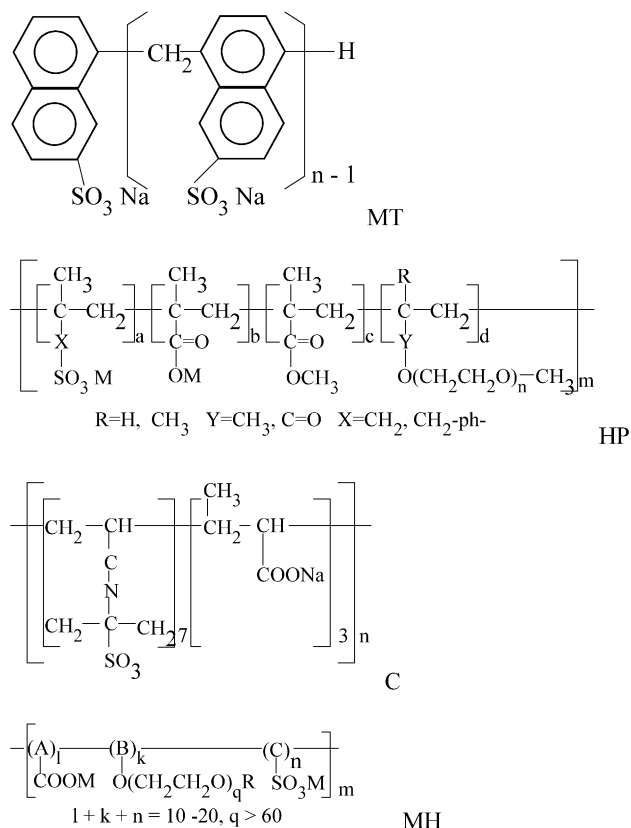 CH2 H
n - 1
SO3 Na SO3 Na
MT
CH3 CH3 CH3 R
C CH2 a C CH2 b C CH2 c C CH2 d
X C=O C=O Y
SO3 M OM OCH3 O(CH2CH2O)n CH3 m
R=H, CH3 Y=CH3, C=O X=CH2, CH2-ph-
HP
CH3
CH2 CH CH2 CH
C COONa
N
CH2 C CH2 27 3 n
SO3
C
(A)l (B)k (C)n
COOM O(CH2CH2O)qR SO3M m
l + k + n = 10 -20, q > 60
MH